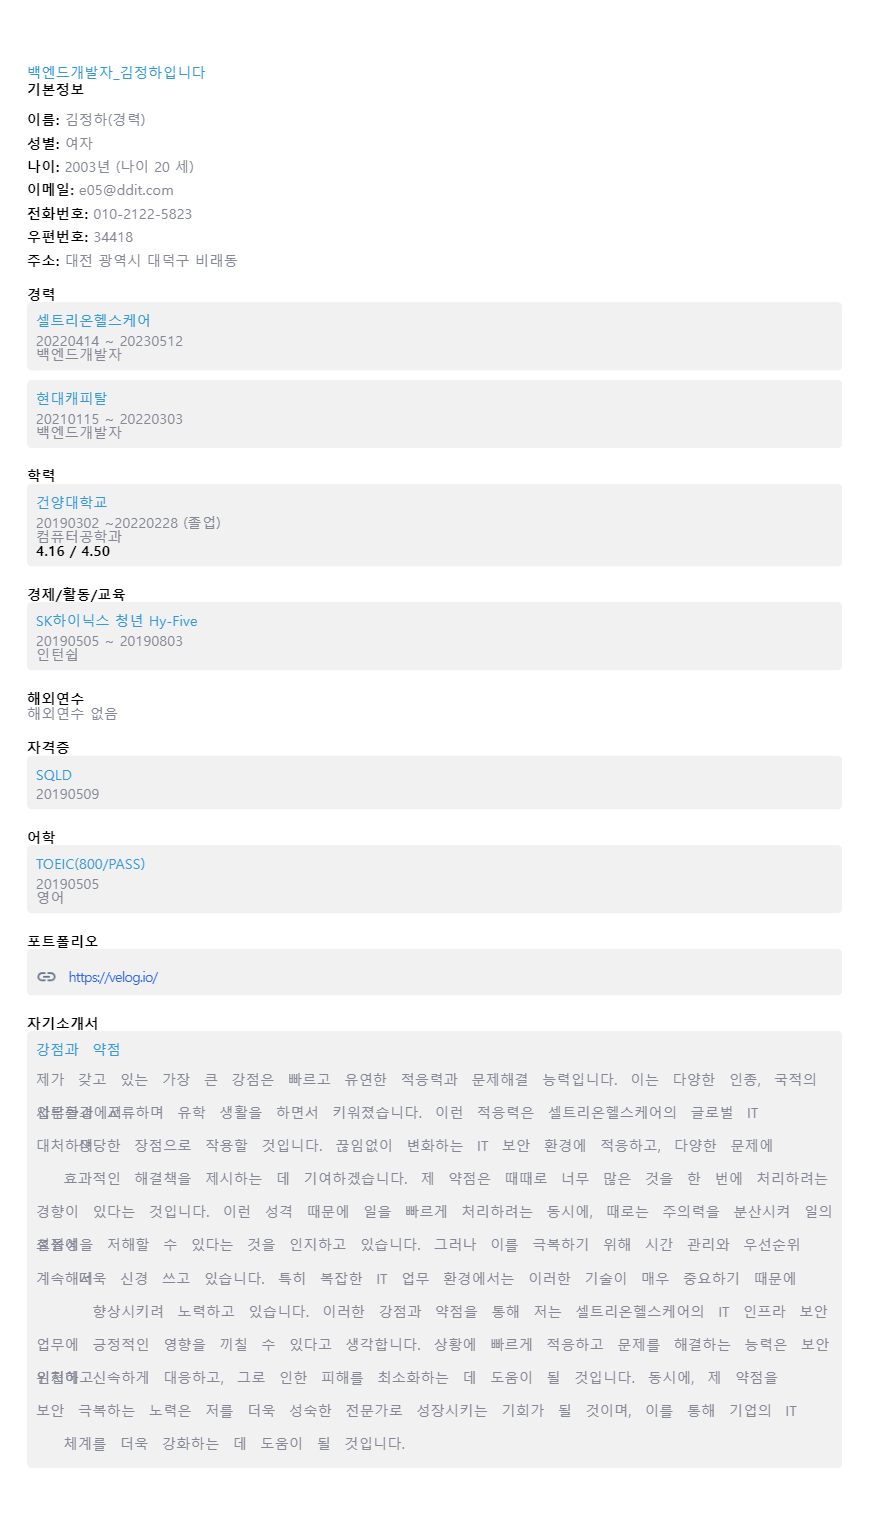 백엔드개발자_김정하입니다
기본정보
이름: 김정하(경력)
성별: 여자
나이: 2003년 (나이 20 세)
이메일: e05@ddit.com
전화번호: 010-2122-5823
우편번호: 34418
주소: 대전 광역시 대덕구 비래동
경력
셀트리온헬스케어
20220414 ~ 20230512
백엔드개발자
현대캐피탈
20210115 ~ 20220303
백엔드개발자
학력
건양대학교
20190302 ~20220228 (졸업)
컴퓨터공학과
4.16 / 4.50
경제/활동/교육
SK하이닉스 청년 Hy-Five
20190505 ~ 20190803
인턴쉽
해외연수
해외연수 없음
자격증
SQLD
20190509
어학
TOEIC(800/PASS)
20190505
영어
포트폴리오
https://velog.io/
자기소개서
강점과 약점
제가 갖고 있는 가장 큰 강점은 빠르고 유연한 적응력과 문제해결 능력입니다. 이는 다양한 인종, 국적의
교류하며 유학 생활을 하면서 키워졌습니다. 이런 적응력은 셀트리온헬스케어의 글로벌 IT
대처하며 장점으로 작용할 것입니다. 끊임없이 변화하는 IT 보안 환경에 적응하고, 다양한 문제에
효과적인 해결책을 제시하는 데 기여하겠습니다. 제 약점은 때때로 너무 많은 것을 한 번에 처리하려는
경향이 있다는 것입니다. 이런 성격 때문에 일을 빠르게 처리하려는 동시에, 때로는 주의력을 분산시켜 일의
저해할 수 있다는 것을 인지하고 있습니다. 그러나 이를 극복하기 위해 시간 관리와 우선순위
계속해서 더욱 신경 쓰고 있습니다. 특히 복잡한 IT 업무 환경에서는 이러한 기술이 매우 중요하기 때문에
향상시키려 노력하고 있습니다. 이러한 강점과 약점을 통해 저는 셀트리온헬스케어의 IT 인프라 보안
업무에 긍정적인 영향을 끼칠 수 있다고 생각합니다. 상황에 빠르게 적응하고 문제를 해결하는 능력은 보안
신속하게 대응하고, 그로 인한 피해를 최소화하는 데 도움이 될 것입니다. 동시에, 제 약점을
보안 극복하는 노력은 저를 더욱 성숙한 전문가로 성장시키는 기회가 될 것이며, 이를 통해 기업의 IT
체계를 더욱 강화하는 데 도움이 될 것입니다.